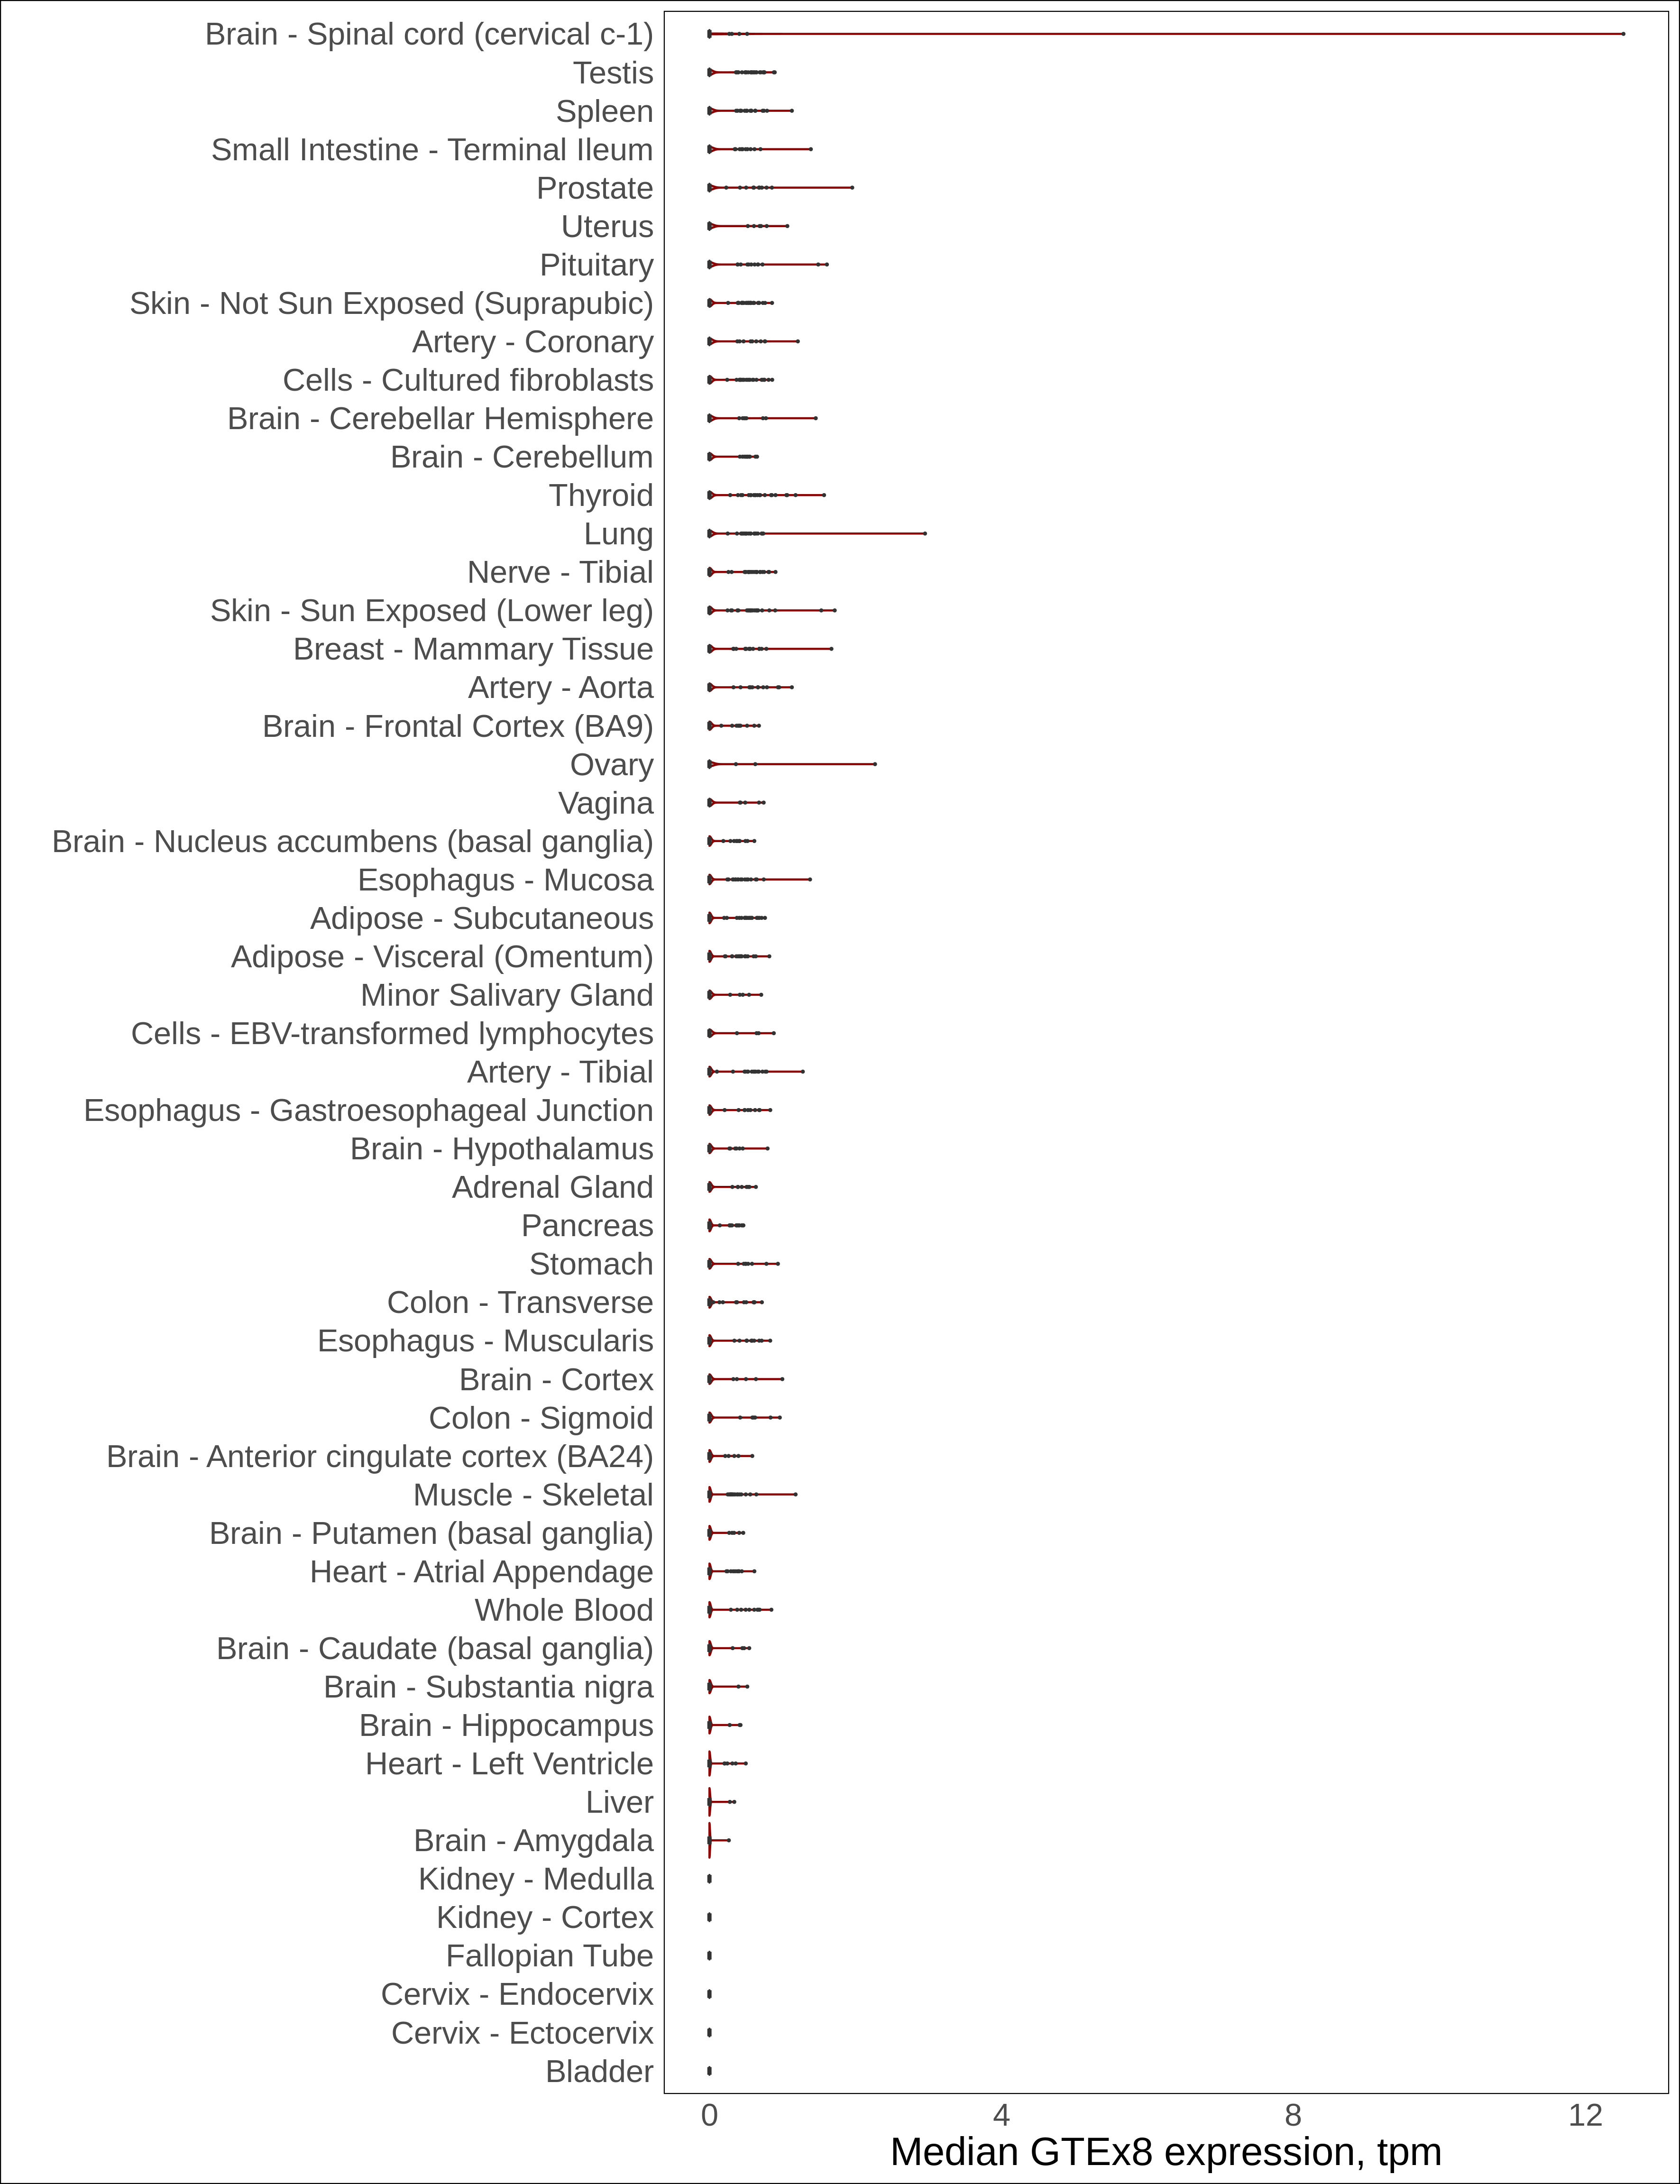 Brain - Spinal cord (cervical c-1)
Testis
Spleen
Small Intestine - Terminal Ileum
Prostate
Uterus
Pituitary
Skin - Not Sun Exposed (Suprapubic)
Artery - Coronary
Cells - Cultured fibroblasts
Brain - Cerebellar Hemisphere
Brain - Cerebellum
Thyroid
Lung
Nerve - Tibial
Skin - Sun Exposed (Lower leg)
Breast - Mammary Tissue
Artery - Aorta
Brain - Frontal Cortex (BA9)
Ovary
Vagina
Brain - Nucleus accumbens (basal ganglia)
Esophagus - Mucosa
Adipose - Subcutaneous
Adipose - Visceral (Omentum)
Minor Salivary Gland
Cells - EBV-transformed lymphocytes
Artery - Tibial
Esophagus - Gastroesophageal Junction
Brain - Hypothalamus
Adrenal Gland
Pancreas
Stomach
Colon - Transverse
Esophagus - Muscularis
Brain - Cortex
Colon - Sigmoid
Brain - Anterior cingulate cortex (BA24)
Muscle - Skeletal
Brain - Putamen (basal ganglia)
Heart - Atrial Appendage
Whole Blood
Brain - Caudate (basal ganglia)
Brain - Substantia nigra
Brain - Hippocampus
Heart - Left Ventricle
Liver
Brain - Amygdala
Kidney - Medulla
Kidney - Cortex
Fallopian Tube
Cervix - Endocervix
Cervix - Ectocervix
Bladder
0 4 8 12
Median GTEx8 expression, tpm